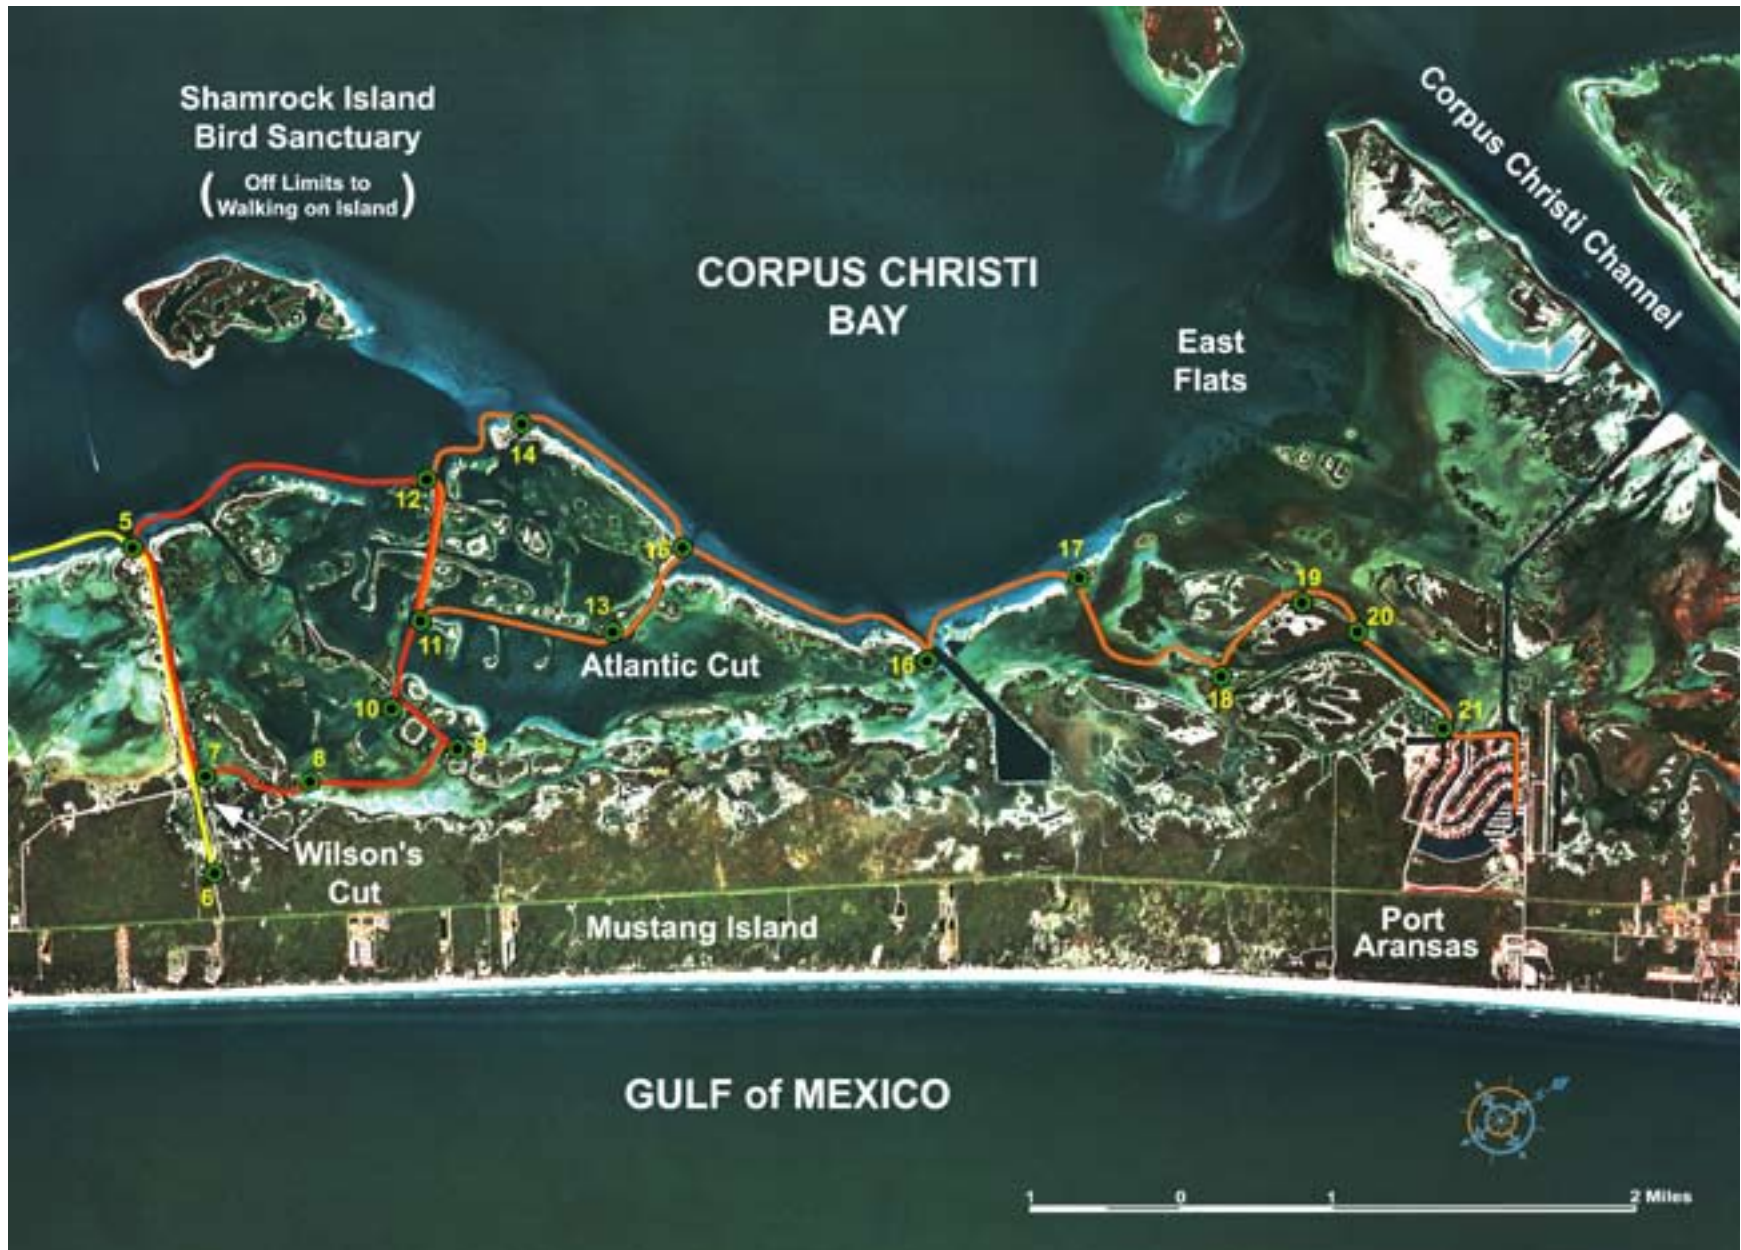 Shamrock Island
Bird Sanctuary
(Off Limits to
Walking on Island)
CORPUS CHRISTI
BAY
East
Flats
Corpus Christi Channel
5
12
14
15
17
19
20
13
11
16
18
Atlantic Cut
10
9
21
7
8
Wilson's
Cut
6
Mustang Island
Port
Aransas
GULF of MEXICO
1 0 1 2 Miles